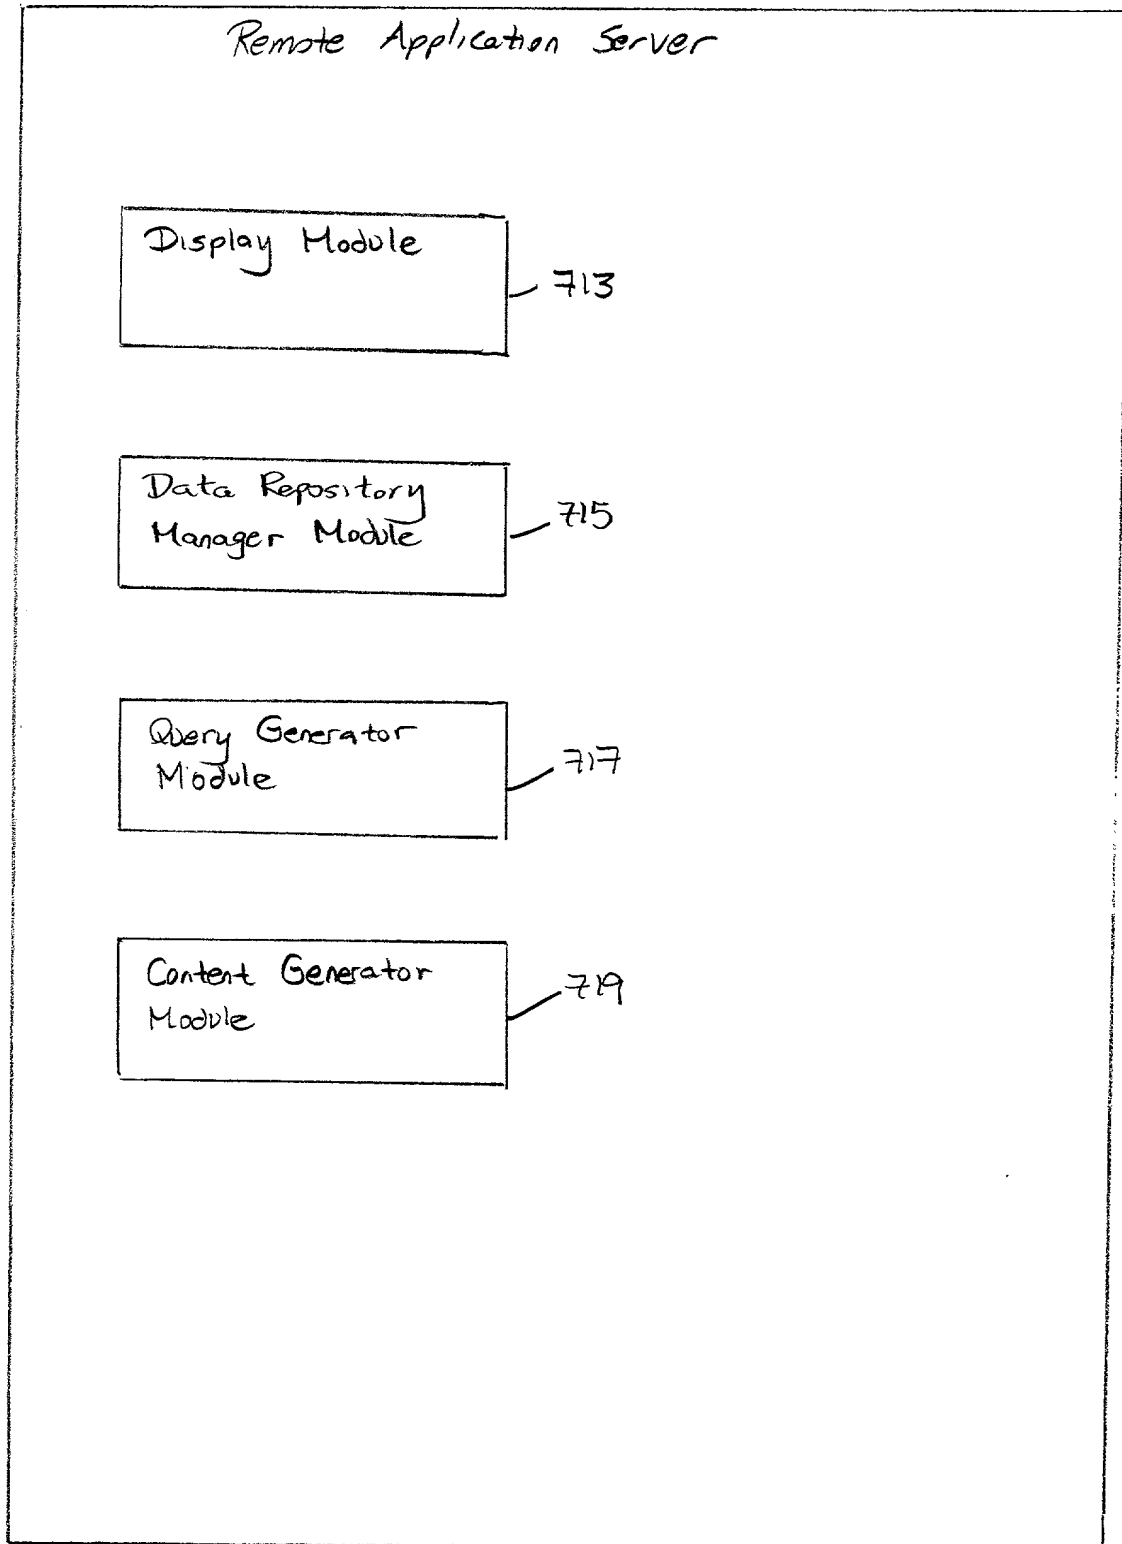 Remote Application Server
Display Module
713
Data Repository
Manager Module
715
Query Generator
Module
717
Content Generator
Module
719